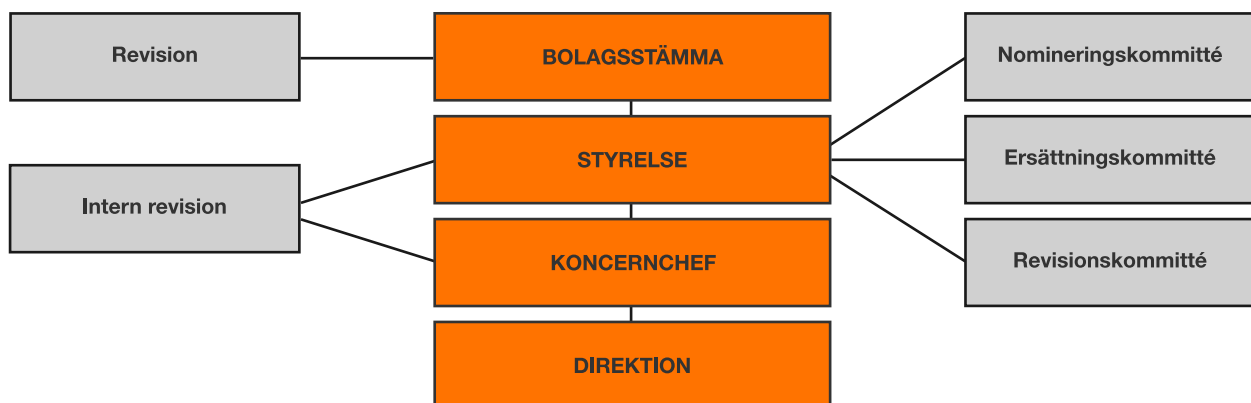 Revision
BOLAGSSTÄMMA
Nomineringskommitté
STYRELSE
Ersättningskommitté
Intern revision
KONCERNCHEF
Revisionskommitté
DIREKTION